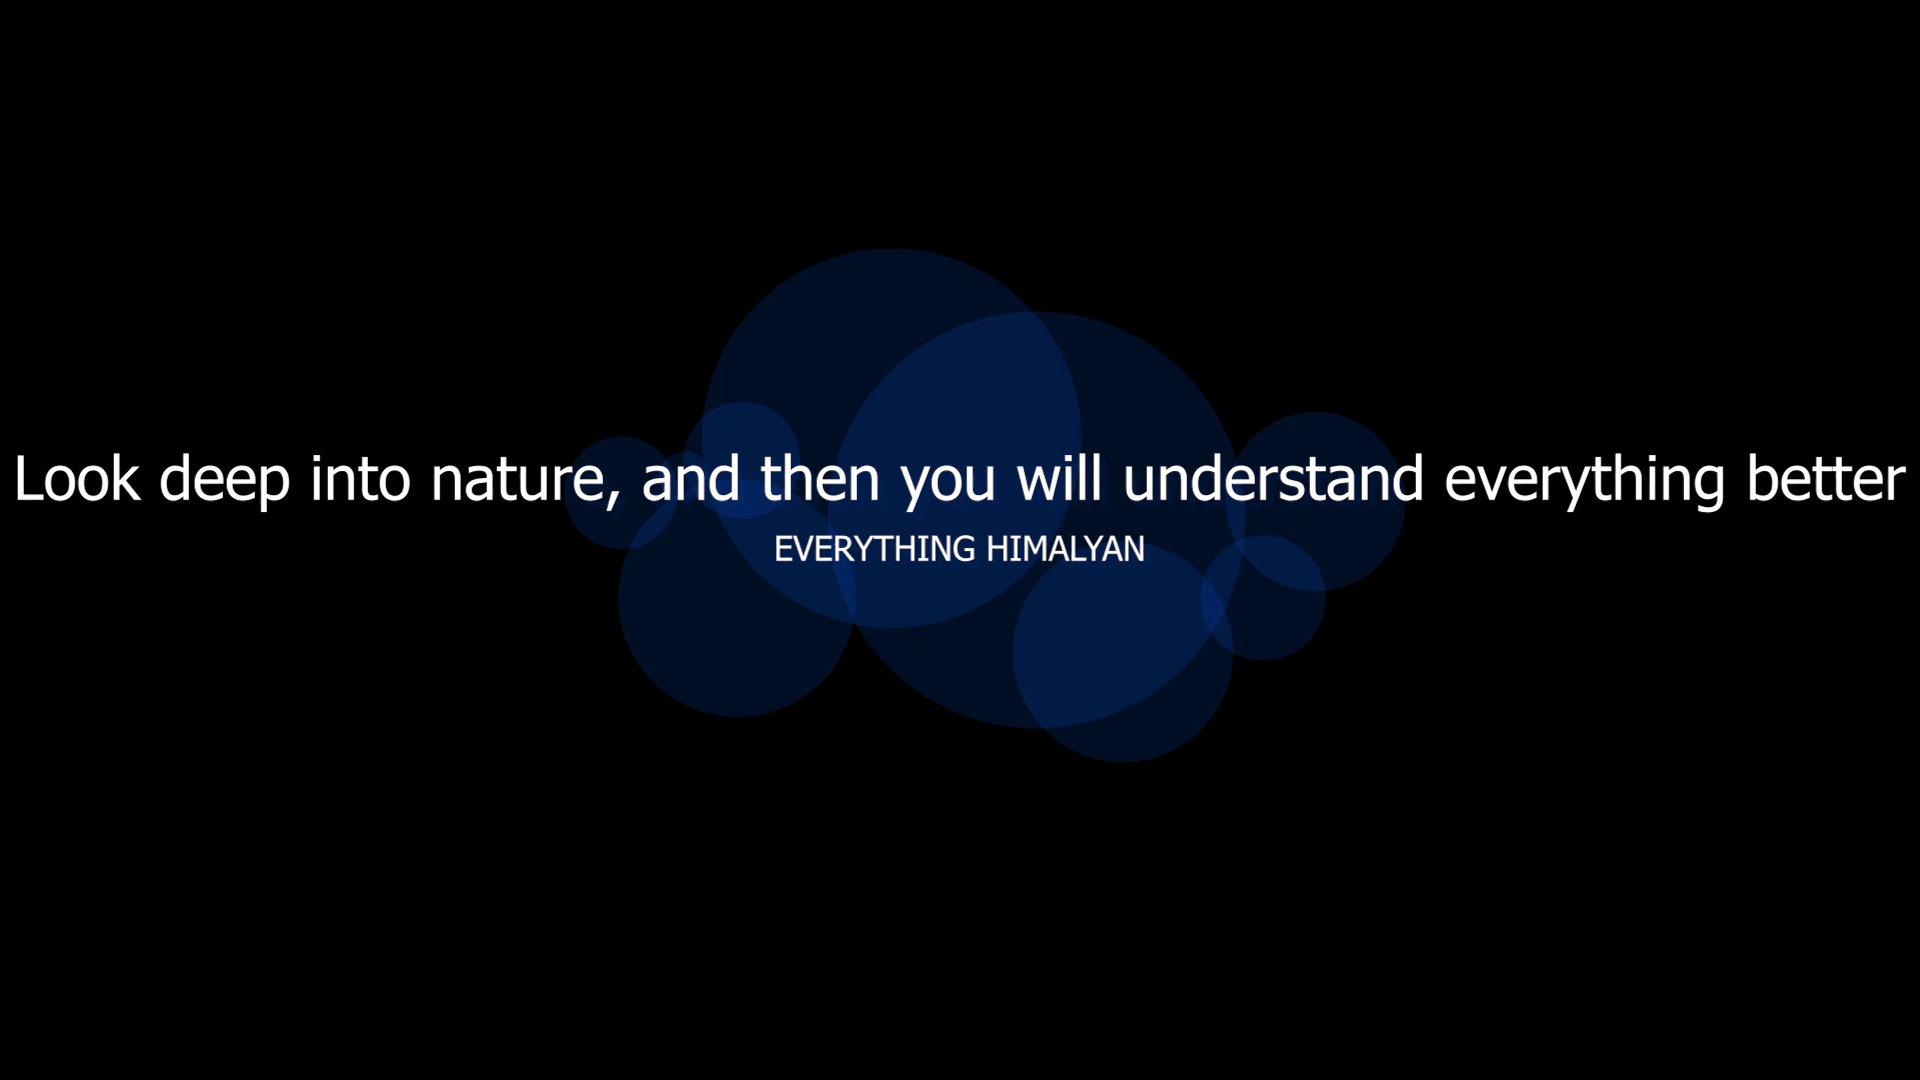 Look deep into nature, and then you will understand everything better
EVERYTHING HIMALYAN